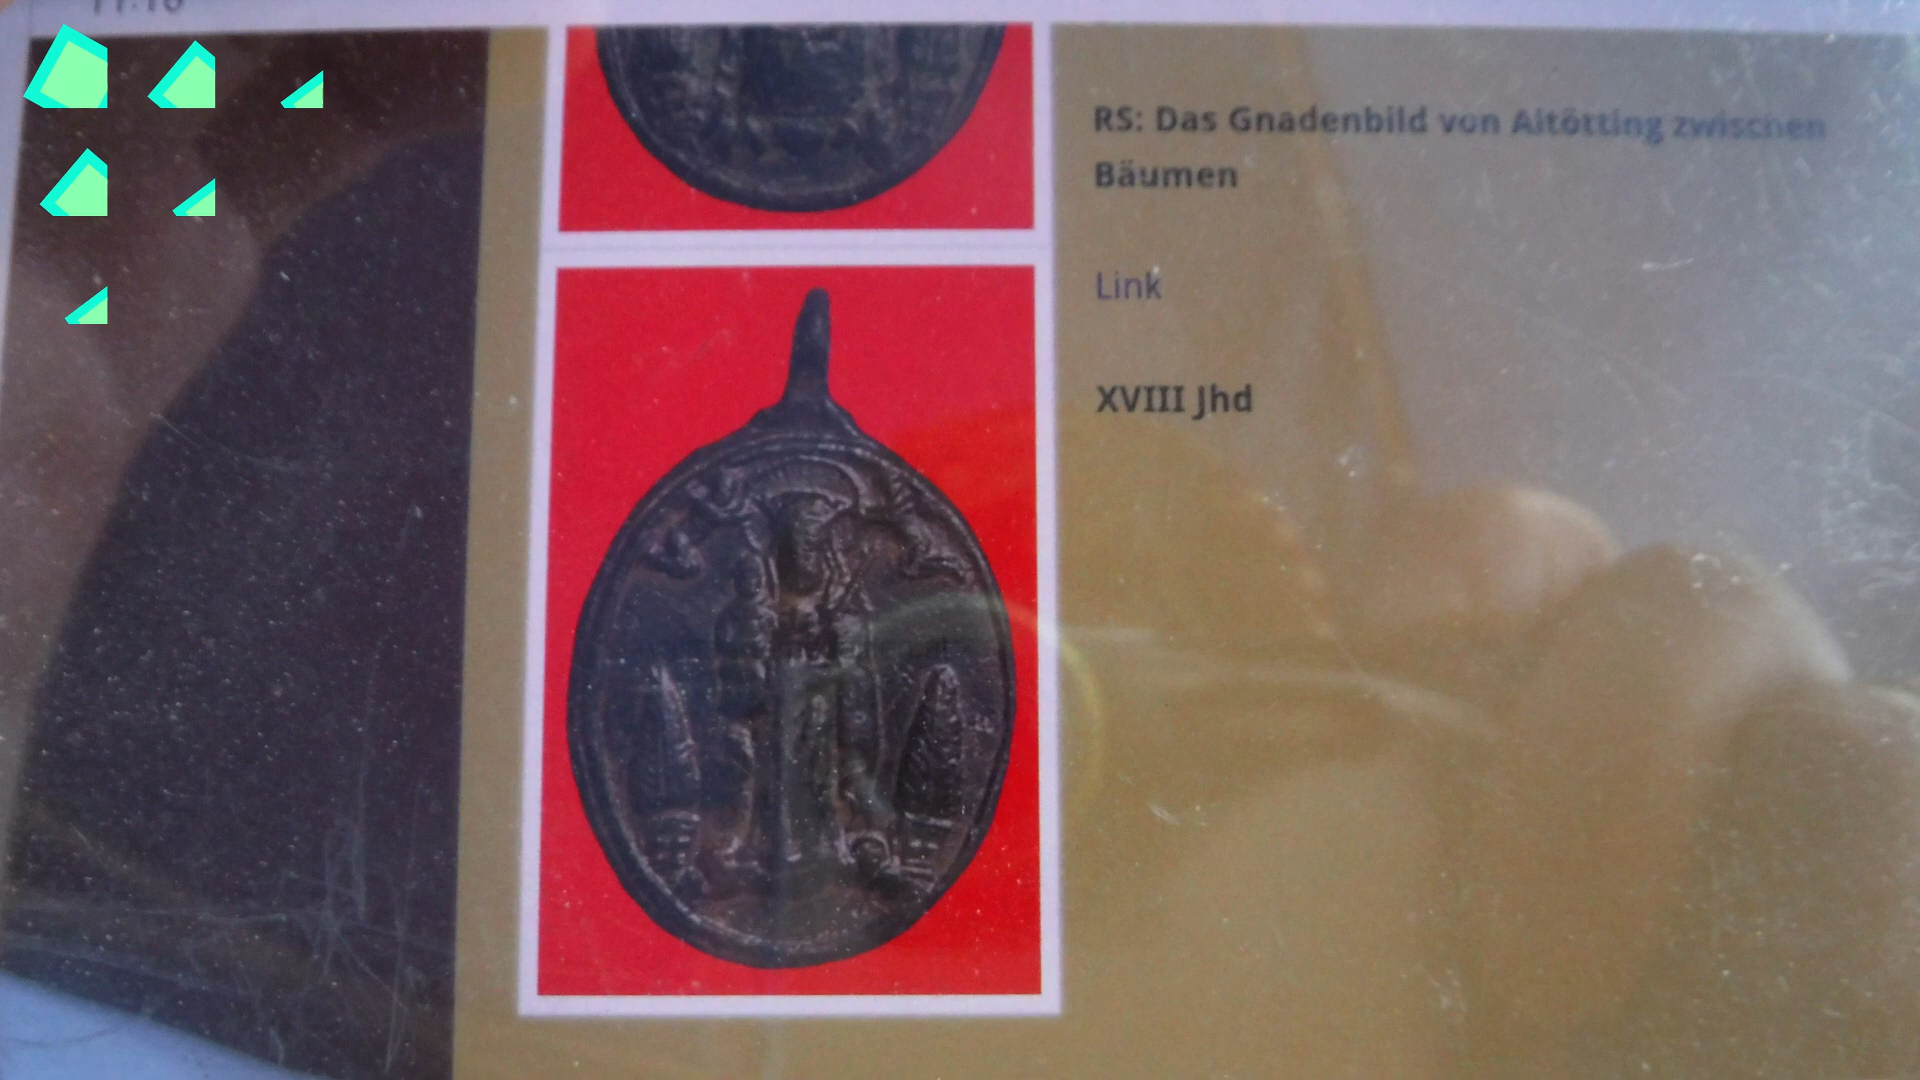 RS: Das Gnadenbild von Altötting zwischen
Bäumen
Link
XVIII Jhd